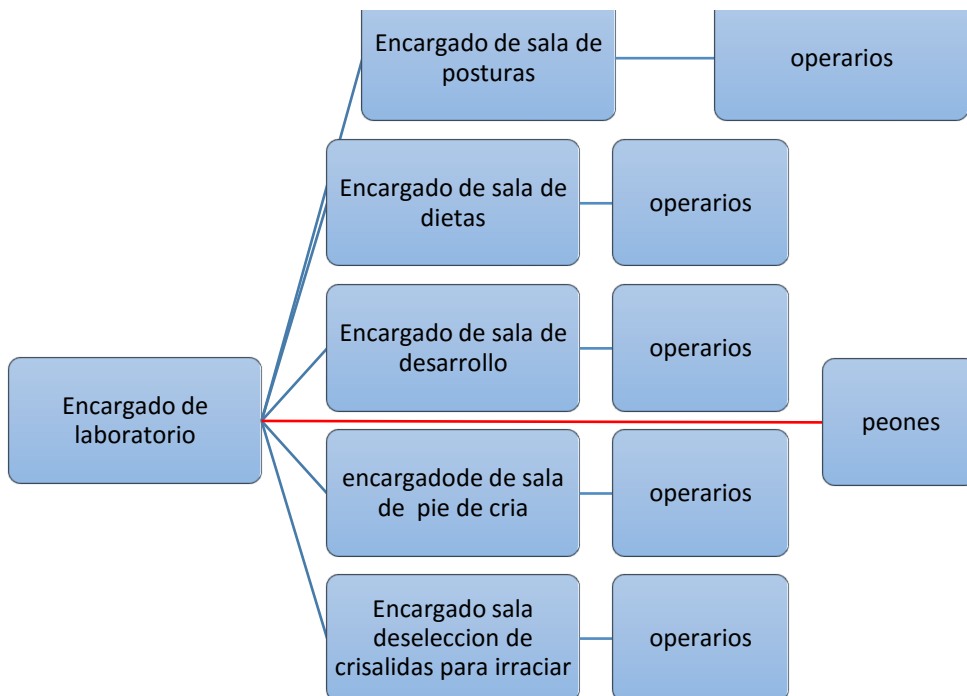 Encargado de sala de
posturas
operarios
Encargado de sala de
dietas
operarios
Encargado de sala de
desarrollo
operarios
Encargado de
laboratorio
peones
encargadode de sala
de pie de cria
operarios
Encargado sala
deseleccion de
crisalidas para irraciar
operarios